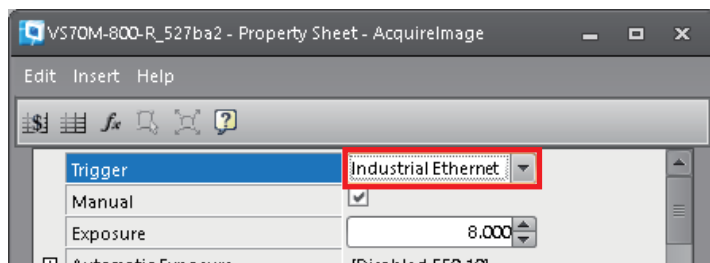 VS70M-800-R_527ba2 - Property Sheet - AcquireImage
Edit Insert Help
Trigger Industrial Ethernet
Manual
Exposure 8.000